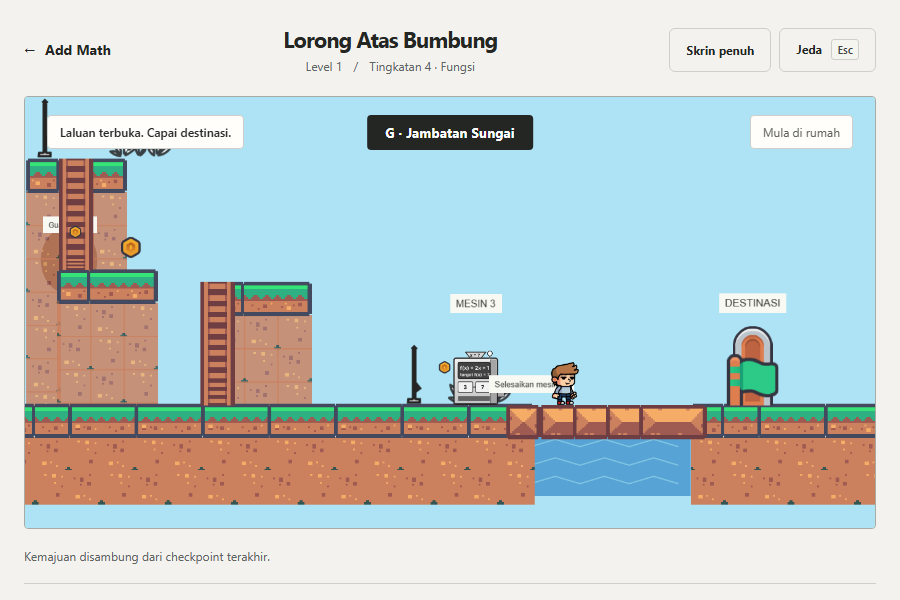 ← Add Math
Lorong Atas Bumbung
Level 1 / Tingkatan 4 · Fungsi
Skrin penuh
Jeda Esc
Laluan terbuka. Capai destinasi.
G · Jambatan Sungai
Mula di rumah
Gu
MESIN 3
DESTINASI
f(x) = 2x + 1
3 7
Selesaikan mesi
Kemajuan disambung dari checkpoint terakhir.